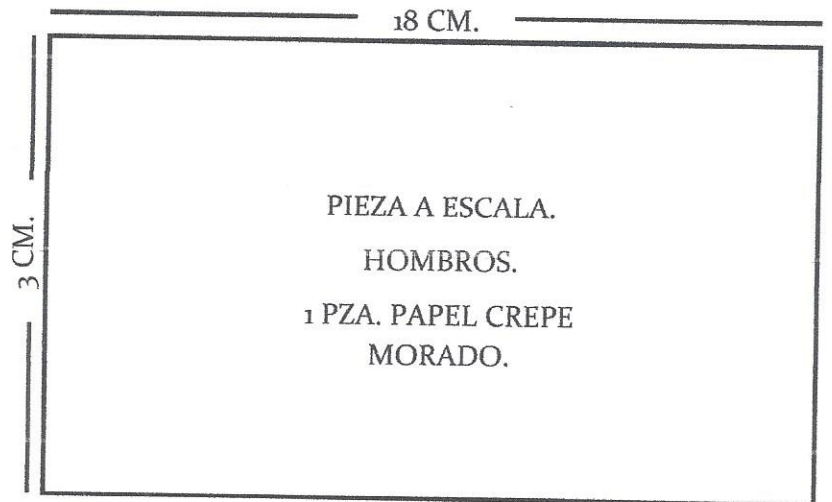 18 CM.
3 CM.
PIEZA A ESCALA.
HOMBROS.
1 PZA. PAPEL CREPE
MORADO.